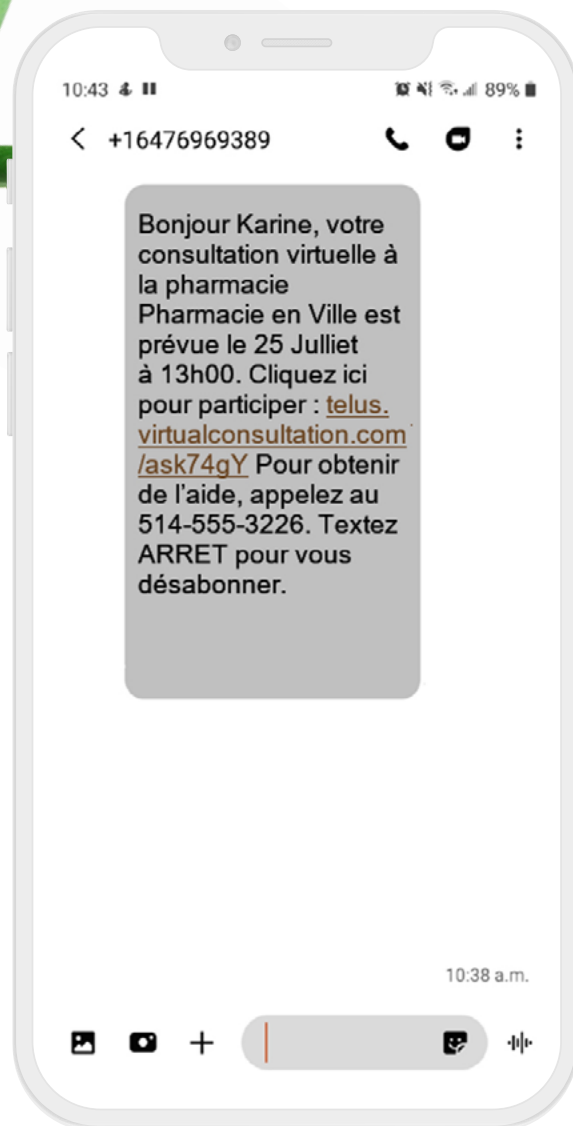 10:43 89%
+16476969389
Bonjour Karine, votre
consultation virtuelle à
la pharmacie
Pharmacie en Ville est
prévue le 25 Julliet
à 13h00. Cliquez ici
pour participer : telus.
virtualconsultation.com
/ask74gY Pour obtenir
de l'aide, appelez au
514-555-3226. Textez
ARRET pour vous
désabonner.
10:38 a.m.